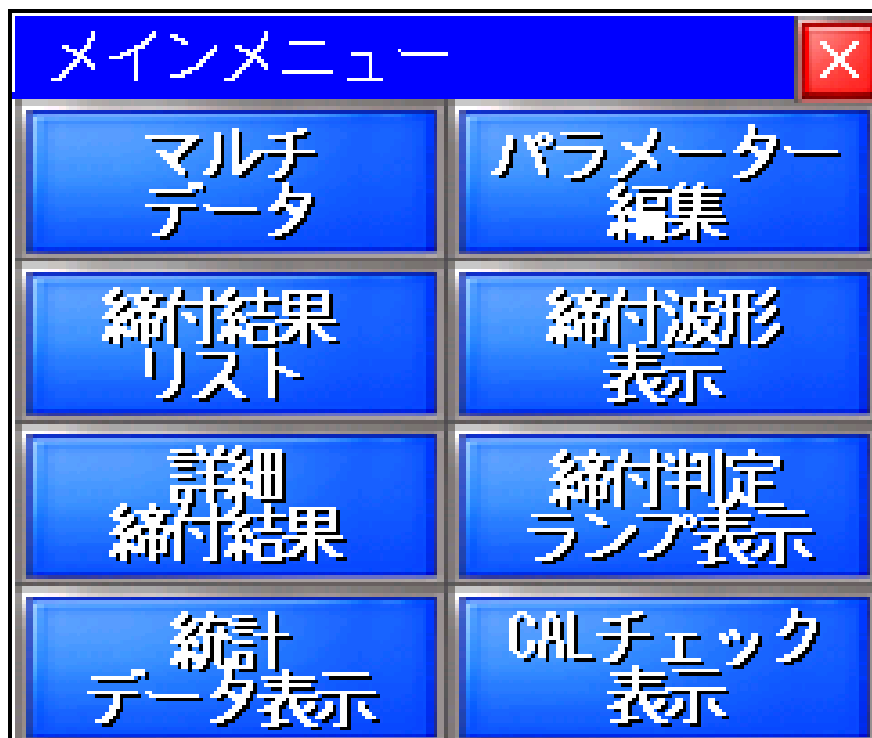 メインメニュー
マルチ
データ
パラメーター
編集
締付結果
リスト
締付波形
表示
詳細
締付結果
締付判定
ランプ表示
統計
データ表示
CALチェック
表示